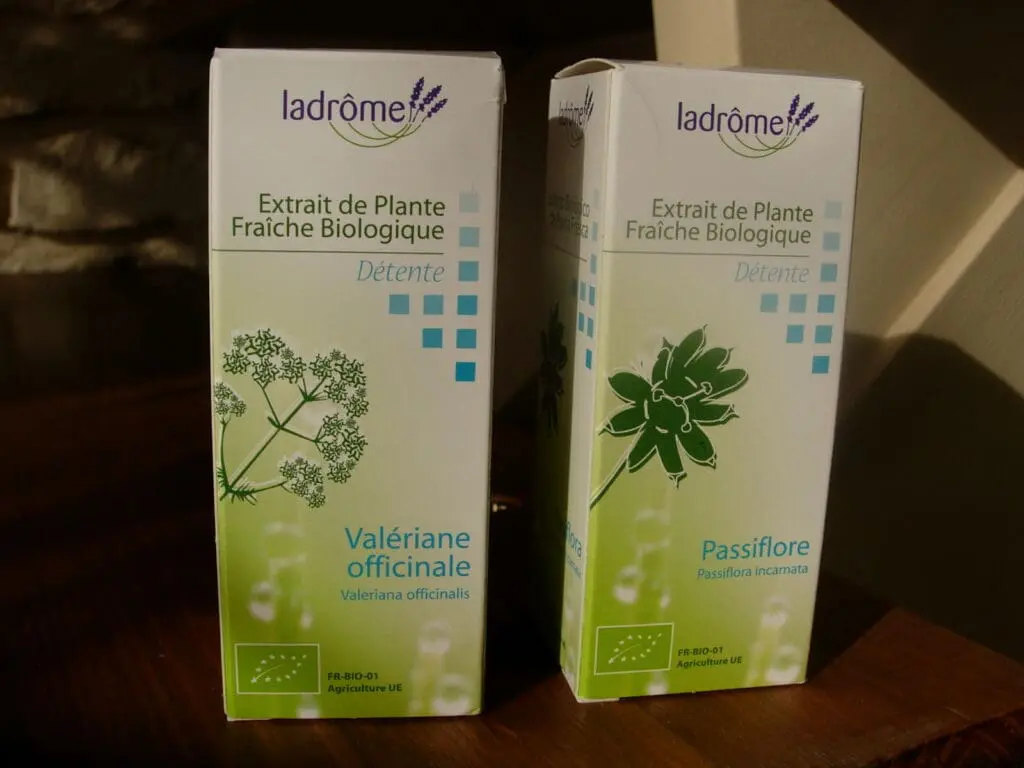 ladrôme
Extrait de Plante
Fraîche Biologique
Détente
Valériane
officinale
Valeriana officinalis
FR-BIO-01
Agriculture UE
ladrôme
Extrait de Plante
Fraîche Biologique
Détente
Passiflore
Passiflora incarnata
FR-BIO-01
Agriculture UE
ladrôme